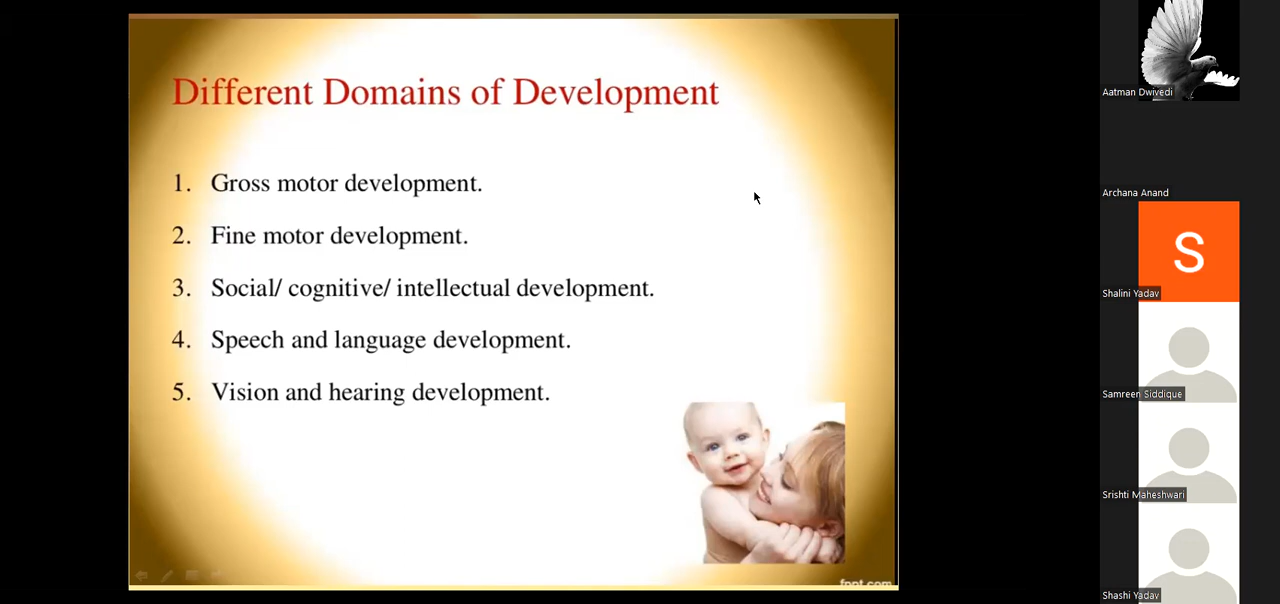 Different Domains of Development
1. Gross motor development.
2. Fine motor development.
3. Social/ cognitive/ intellectual development.
4. Speech and language development.
5. Vision and hearing development.
fppt.com
Aatman Dwivedi
Archana Anand
S
Shalini Yadav
Samreen Siddique
Srishti Maheshwari
Shashi Yadav